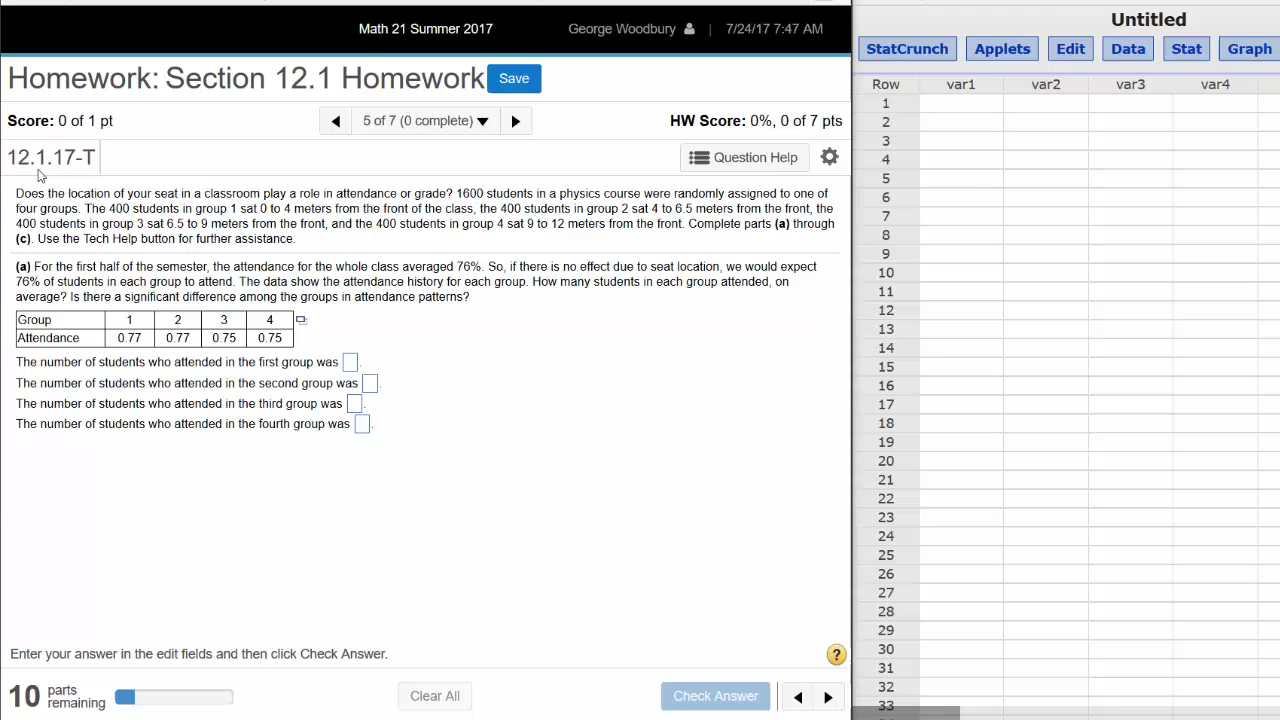 Math 21 Summer 2017
George Woodbury | 7/24/17 7:47 AM
Untitled
StatCrunch Applets Edit Data Stat Graph
Homework: Section 12.1 Homework Save
Score: 0 of 1 pt
5 of 7 (0 complete)
HW Score: 0%, 0 of 7 pts
12.1.17-T
Question Help
Does the location of your seat in a classroom play a role in attendance or grade? 1600 students in a physics course were randomly assigned to one of
four groups. The 400 students in group 1 sat 0 to 4 meters from the front of the class, the 400 students in group 2 sat 4 to 6.5 meters from the front, the
400 students in group 3 sat 6.5 to 9 meters from the front, and the 400 students in group 4 sat 9 to 12 meters from the front. Complete parts (a) through
(c). Use the Tech Help button for further assistance.
(a) For the first half of the semester, the attendance for the whole class averaged 76%. So, if there is no effect due to seat location, we would expect
76% of students in each group to attend. The data show the attendance history for each group. How many students in each group attended, on
average? Is there a significant difference among the groups in attendance patterns?
Group 1 2 3 4
Attendance 0.77 0.77 0.75 0.75
The number of students who attended in the first group was .
The number of students who attended in the second group was .
The number of students who attended in the third group was .
The number of students who attended in the fourth group was .
Enter your answer in the edit fields and then click Check Answer.
?
10 parts
remaining
Clear All
Check Answer
Row var1 var2 var3 var4
1
2
3
4
5
6
7
8
9
10
11
12
13
14
15
16
17
18
19
20
21
22
23
24
25
26
27
28
29
30
31
32
33